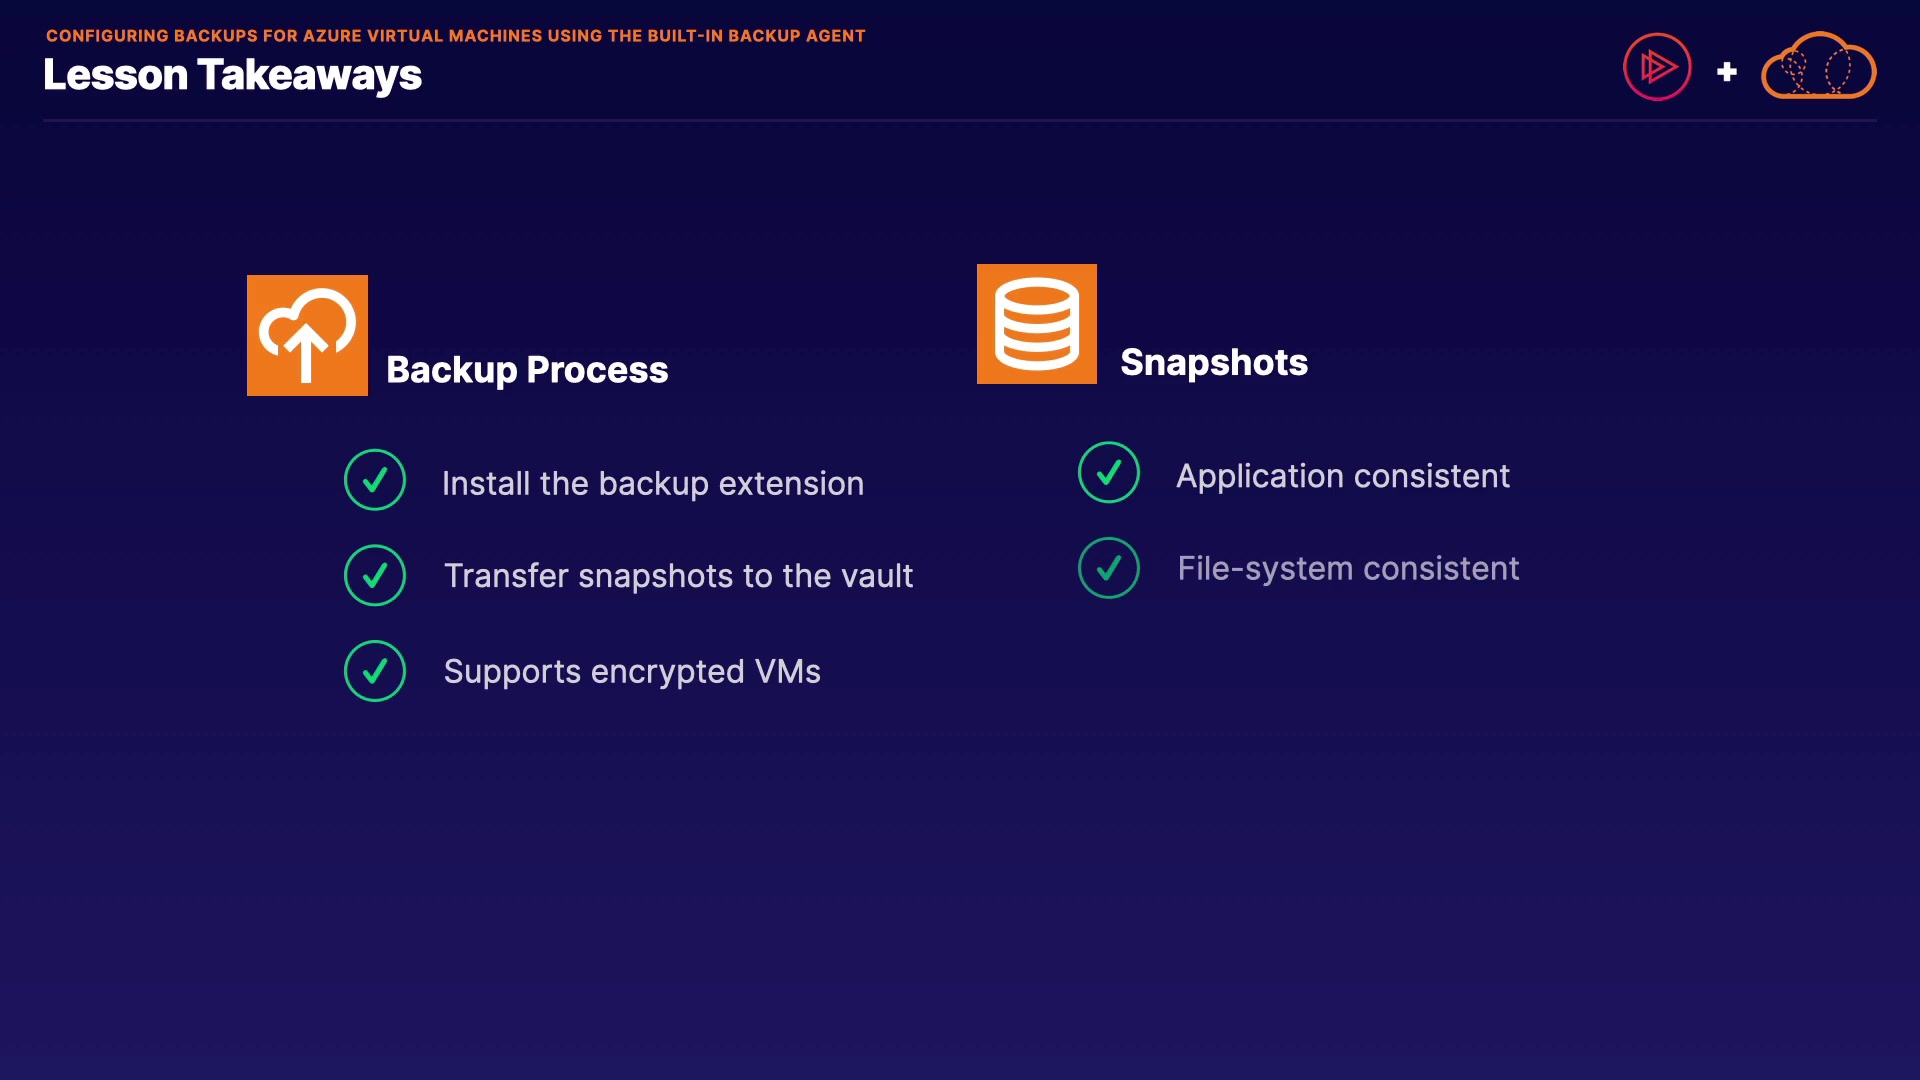 CONFIGURING BACKUPS FOR AZURE VIRTUAL MACHINES USING THE BUILT-IN BACKUP AGENT
Lesson Takeaways
Backup Process
Install the backup extension
Transfer snapshots to the vault
Supports encrypted VMs
Snapshots
Application consistent
File-system consistent